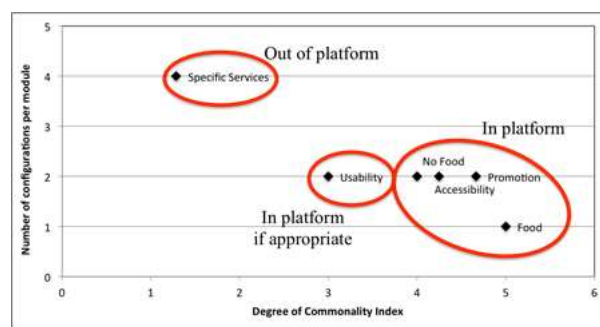 5
Out of platform
4
Specific Services
Number of configurations per module
3
In platform
No Food
2
Usability
Promotion
Accessibility
In platform
if appropriate
1
Food
0
0 1 2 3 4 5 6
Degree of Commonality Index